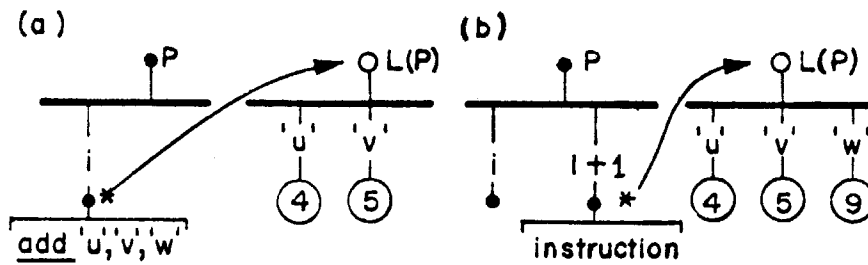 (a) (b)
P L(P) P L(P)
i 'u' 'v' i i+1 'u' 'v' 'w'
* 4 5 * 4 5 9
add 'u','v','w' instruction